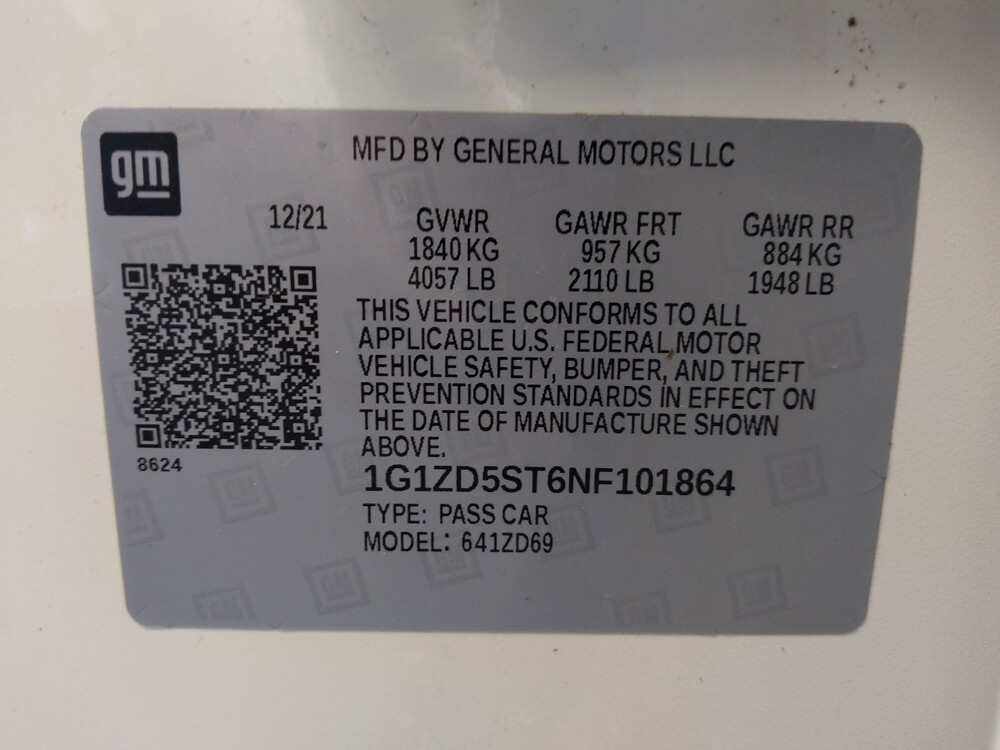 gm
MFD BY GENERAL MOTORS LLC
12/21 GVWR GAWR FRT GAWR RR
1840 KG 957 KG 884 KG
4057 LB 2110 LB 1948 LB
THIS VEHICLE CONFORMS TO ALL
APPLICABLE U.S. FEDERAL MOTOR
VEHICLE SAFETY, BUMPER, AND THEFT
PREVENTION STANDARDS IN EFFECT ON
THE DATE OF MANUFACTURE SHOWN
ABOVE.
8624
1G1ZD5ST6NF101864
TYPE: PASS CAR
MODEL: 641ZD69